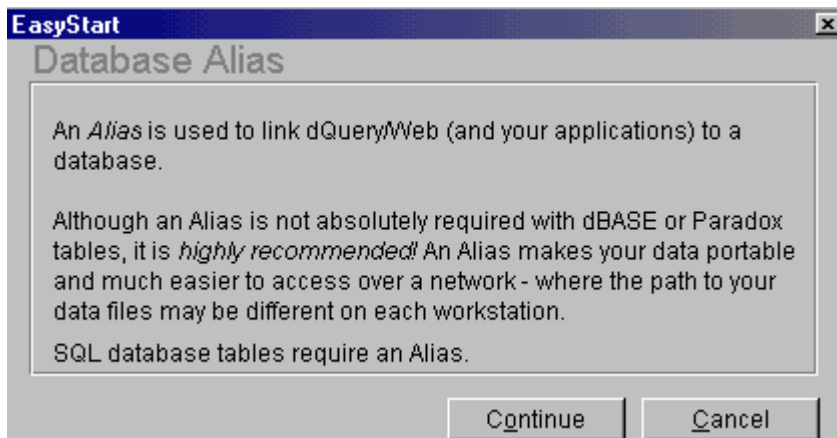 EasyStart
Database Alias
An Alias is used to link dQuery/Web (and your applications) to a
database.
Although an Alias is not absolutely required with dBASE or Paradox
tables, it is highly recommended! An Alias makes your data portable
and much easier to access over a network - where the path to your
data files may be different on each workstation.
SQL database tables require an Alias.
Continue
Cancel